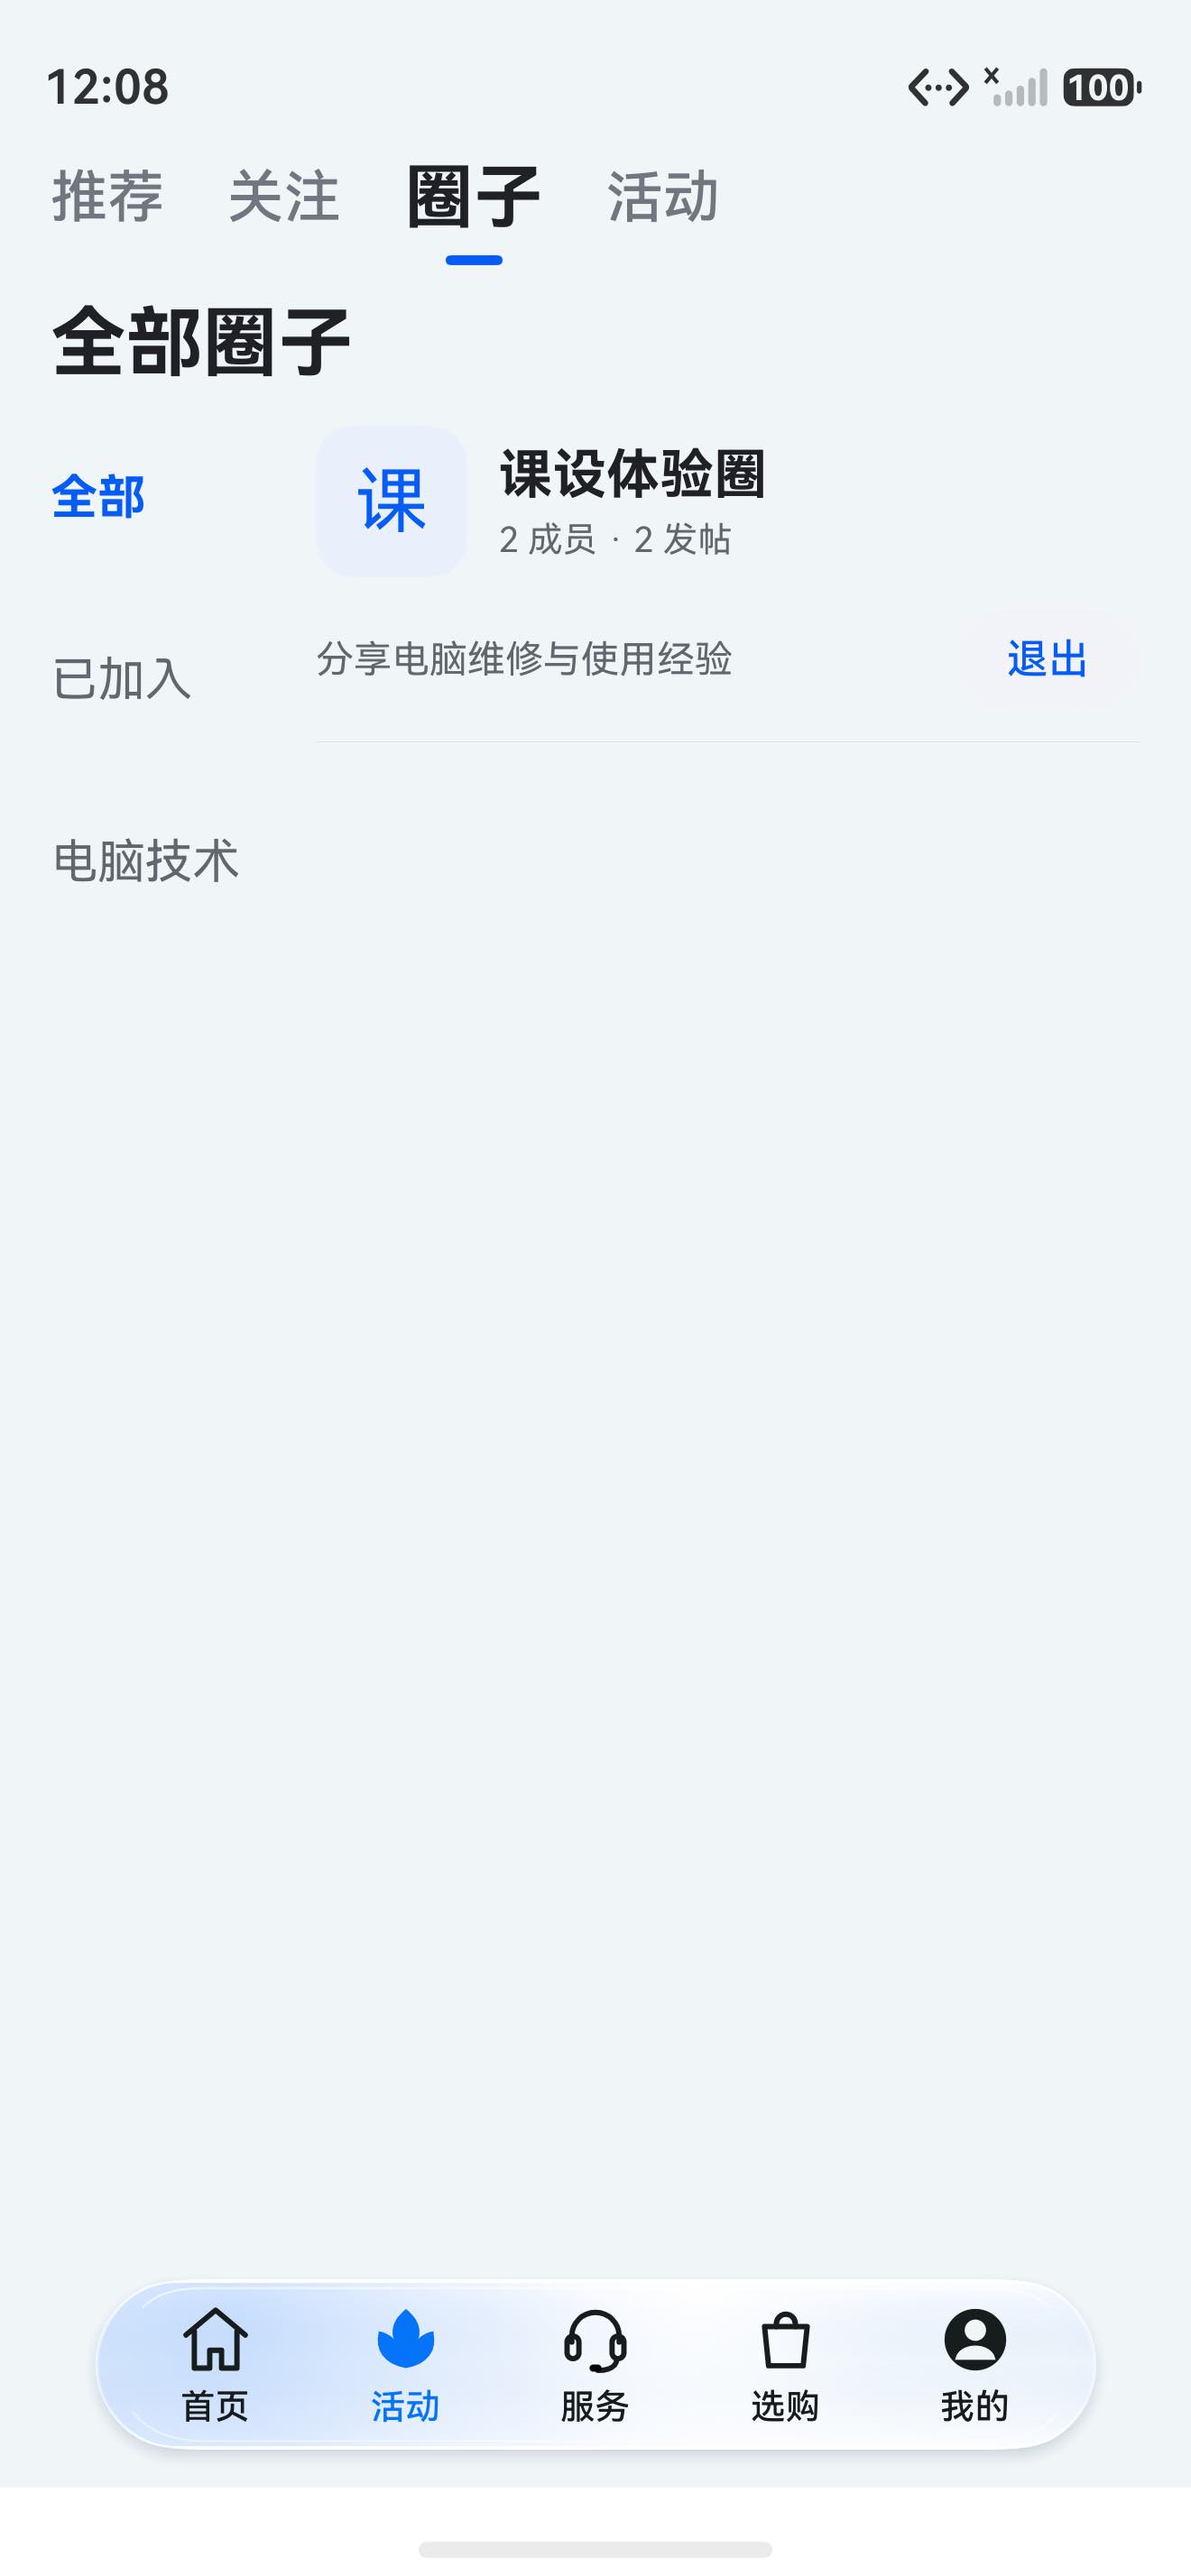 12:08
100
推荐 关注 圈子 活动
全部圈子
全部
课
课设体验圈
2 成员 · 2 发帖
已加入
分享电脑维修与使用经验
退出
电脑技术
首页 活动 服务 选购 我的